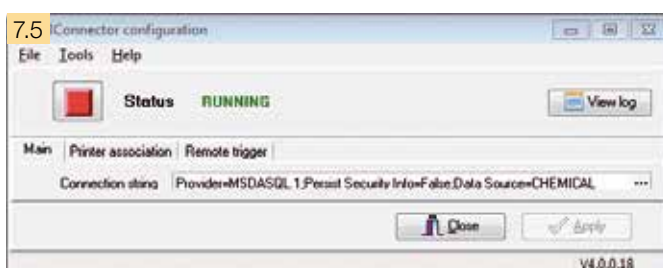 7.5 Connector configuration
File Tools Help
Status RUNNING View log
Main Printer association Remote trigger
Connection string Provider=MSDASQL.1;Persist Security Info=False;Data Source=CHEMICAL ...
Close Apply
V4.0.0.18